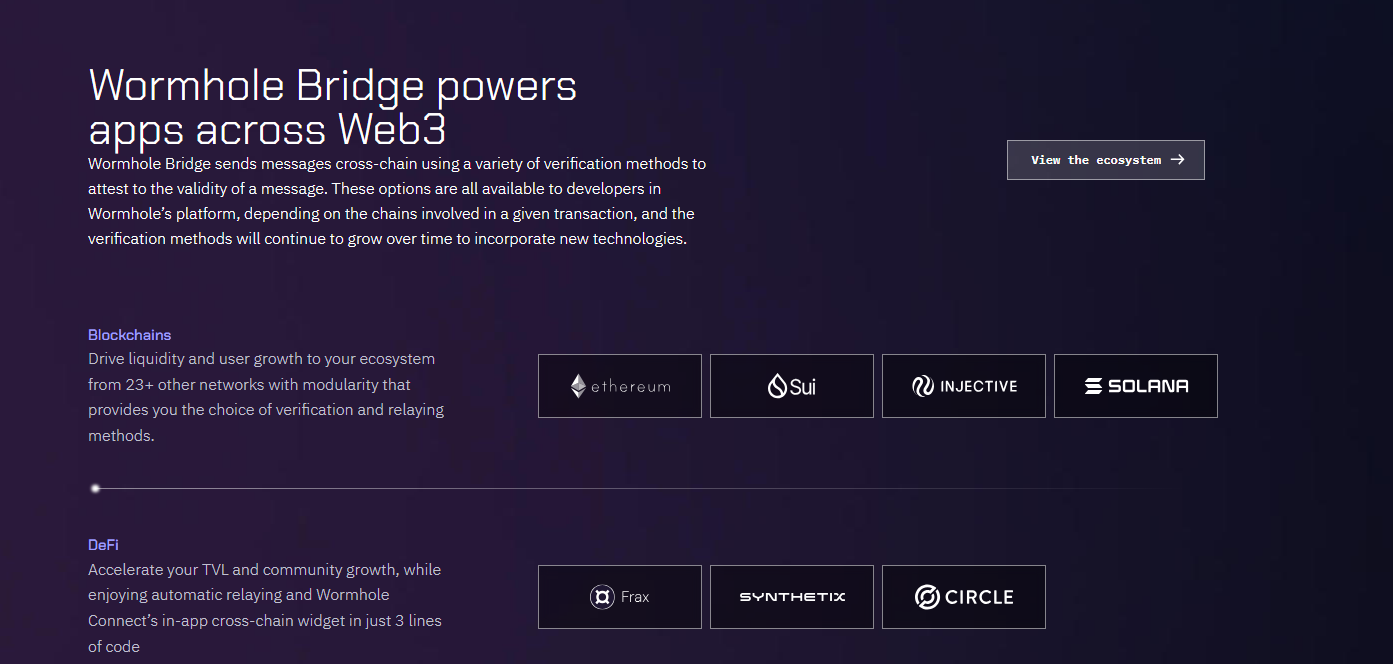 Wormhole Bridge powers
apps across Web3
Wormhole Bridge sends messages cross-chain using a variety of verification methods to
attest to the validity of a message. These options are all available to developers in
Wormhole’s platform, depending on the chains involved in a given transaction, and the
verification methods will continue to grow over time to incorporate new technologies.
View the ecosystem →
Blockchains
Drive liquidity and user growth to your ecosystem
from 23+ other networks with modularity that
provides you the choice of verification and relaying
methods.
ethereum
Sui
INJECTIVE
SOLANA
DeFi
Accelerate your TVL and community growth, while
enjoying automatic relaying and Wormhole
Connect’s in-app cross-chain widget in just 3 lines
of code
Frax
SYNTHETIX
CIRCLE